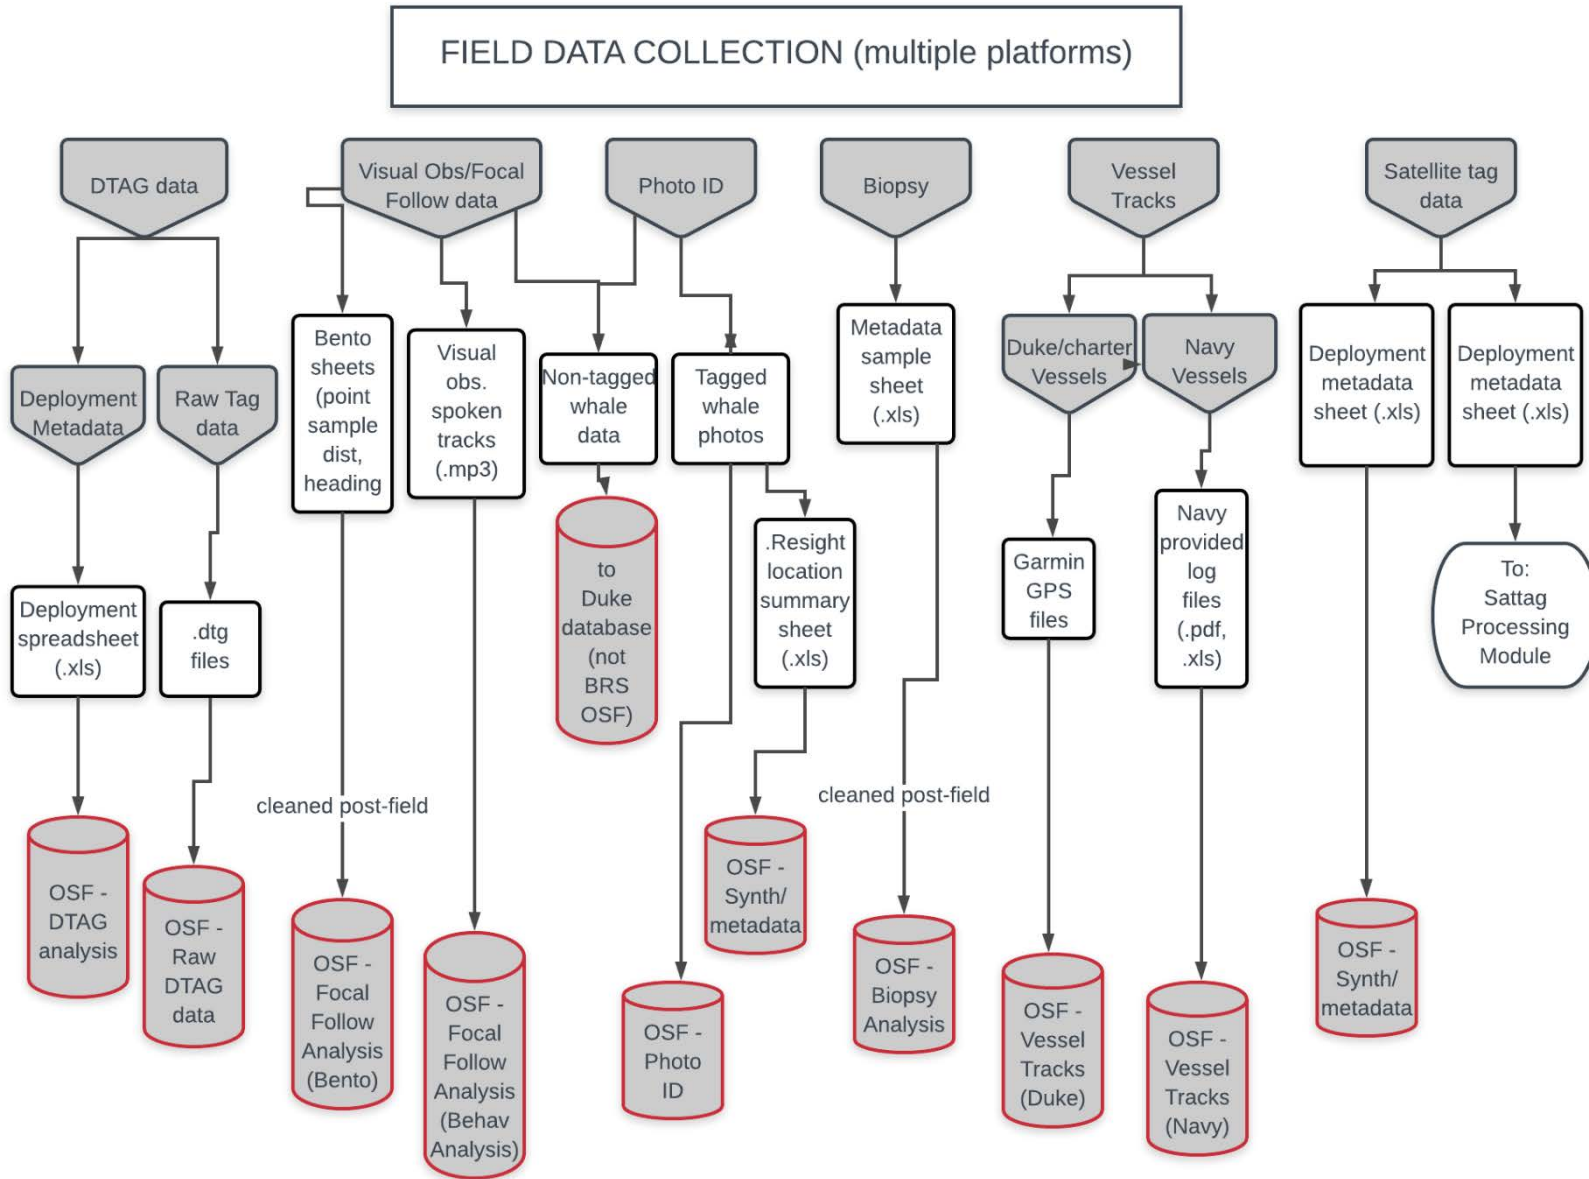 FIELD DATA COLLECTION (multiple platforms)
DTAG data
Visual Obs/Focal
Follow data
Photo ID
Biopsy
Vessel
Tracks
Satellite tag
data
Deployment
Metadata
Raw Tag
data
Bento
sheets
(point
sample
dist,
heading
Visual
obs.
spoken
tracks
(.mp3)
Non-tagged
whale
data
Tagged
whale
photos
Metadata
sample
sheet
(.xls)
Duke/charter
Vessels
Navy
Vessels
Deployment
metadata
sheet (.xls)
Deployment
metadata
sheet (.xls)
Deployment
spreadsheet
(.xls)
.dtg
files
to
Duke
database
(not
BRS
OSF)
.Resight
location
summary
sheet
(.xls)
Garmin
GPS
files
Navy
provided
log
files
(.pdf,
.xls)
To:
Sattag
Processing
Module
cleaned post-field
cleaned post-field
OSF -
DTAG
analysis
OSF -
Raw
DTAG
data
OSF -
Focal
Follow
Analysis
(Bento)
OSF -
Focal
Follow
Analysis
(Behav
Analysis)
OSF -
Photo
ID
OSF -
Synth/
metadata
OSF -
Biopsy
Analysis
OSF -
Vessel
Tracks
(Duke)
OSF -
Vessel
Tracks
(Navy)
OSF -
Synth/
metadata